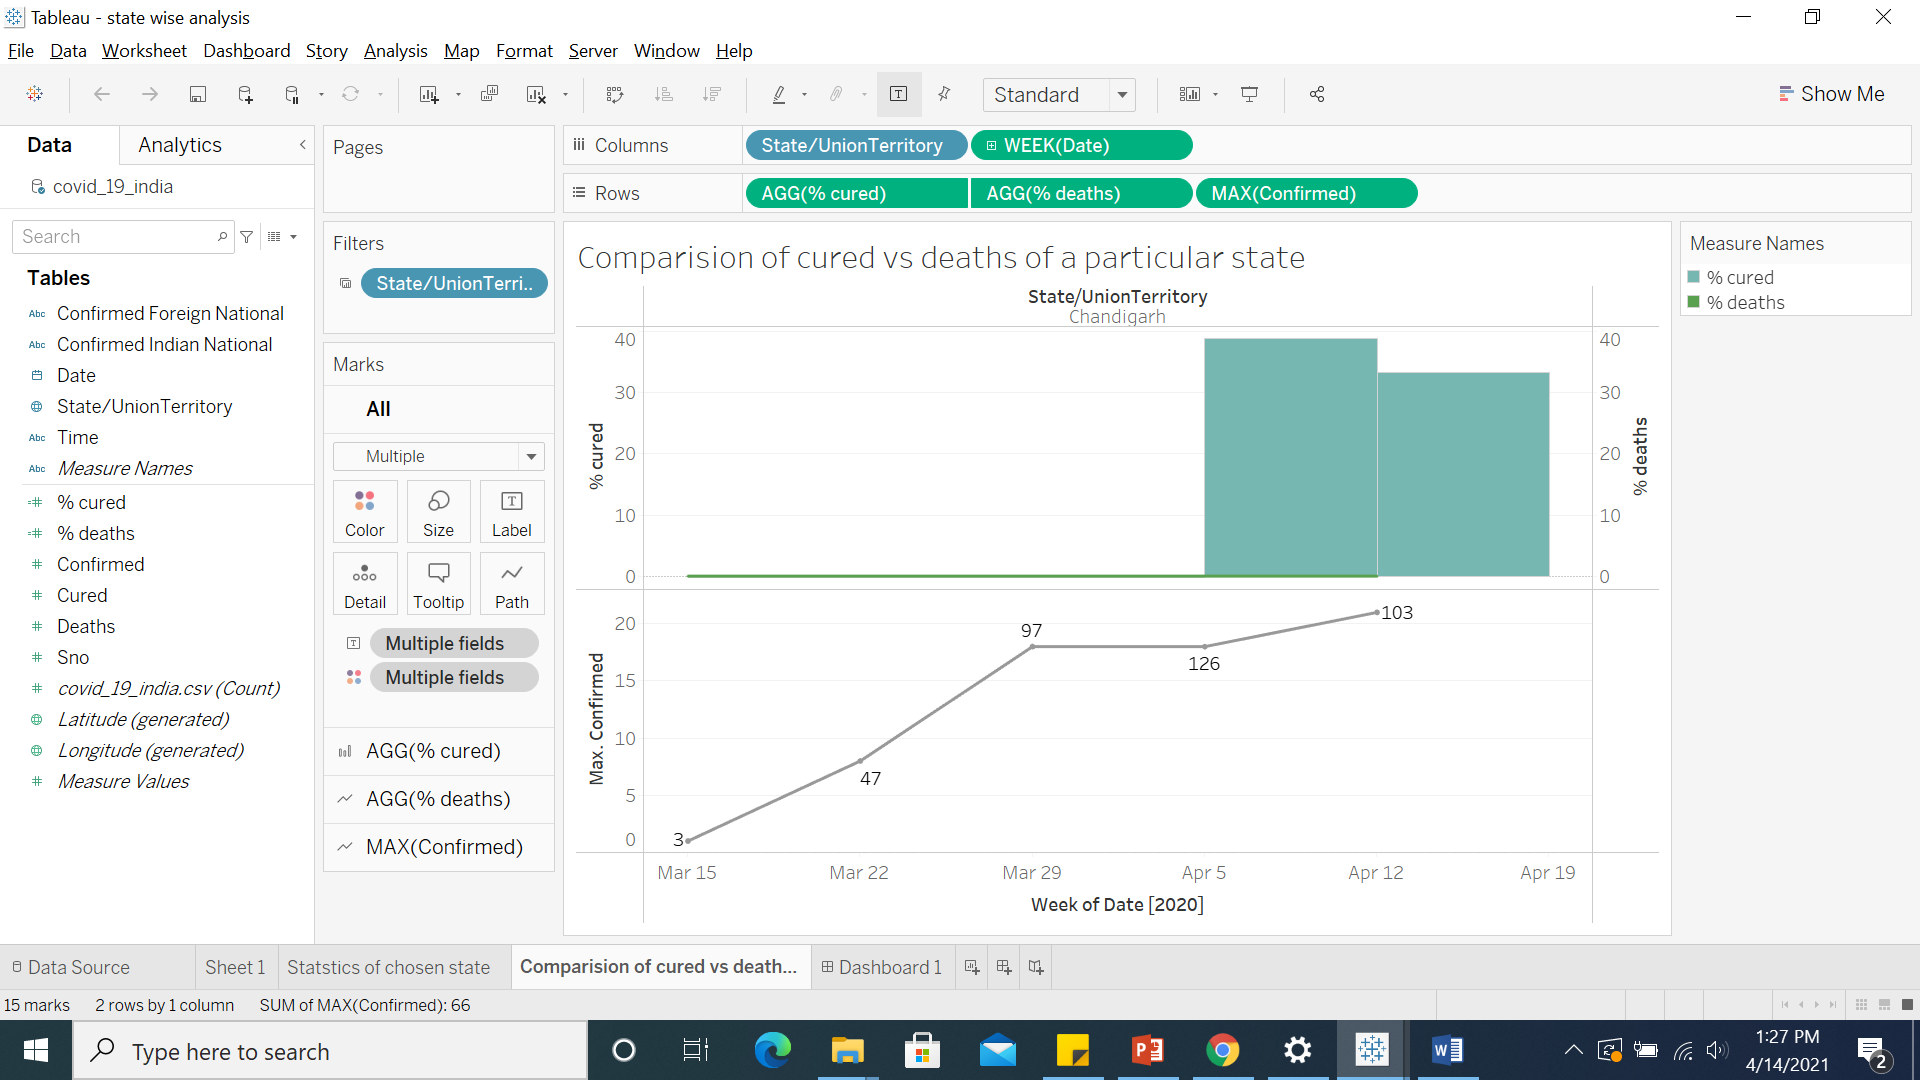 Tableau - state wise analysis
File Data Worksheet Dashboard Story Analysis Map Format Server Window Help
Standard
Show Me
Data Analytics
covid_19_india
Search
Tables
Abc Confirmed Foreign National
Abc Confirmed Indian National
Date
State/UnionTerritory
Abc Time
Abc Measure Names
% cured
% deaths
Confirmed
Cured
Deaths
Sno
covid_19_india.csv (Count)
Latitude (generated)
Longitude (generated)
Measure Values
Pages
Filters
State/UnionTerri..
Marks
All
Multiple
Color Size Label
Detail Tooltip Path
Multiple fields
Multiple fields
AGG(% cured)
AGG(% deaths)
MAX(Confirmed)
Columns State/UnionTerritory WEEK(Date)
Rows AGG(% cured) AGG(% deaths) MAX(Confirmed)
Comparision of cured vs deaths of a particular state
State/UnionTerritory
Chandigarh
% cured
40
30
20
10
0
40
30
20
10
0
% deaths
Max. Confirmed
20
15
10
5
0
3
47
97
126
103
Mar 15 Mar 22 Mar 29 Apr 5 Apr 12 Apr 19
Week of Date [2020]
Measure Names
% cured
% deaths
Data Source Sheet 1 Statstics of chosen state Comparision of cured vs death... Dashboard 1
15 marks 2 rows by 1 column SUM of MAX(Confirmed): 66
Type here to search
1:27 PM
4/14/2021
2